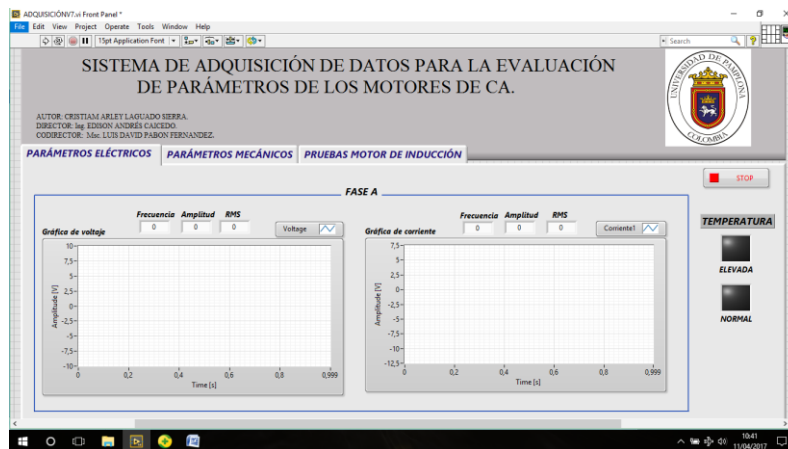 ADQUISICIÓNV7.vi Front Panel *
File Edit View Project Operate Tools Window Help
15pt Application Font
Search
SISTEMA DE ADQUISICIÓN DE DATOS PARA LA EVALUACIÓN
DE PARÁMETROS DE LOS MOTORES DE CA.
UNIVERSIDAD DE PAMPLONA
COLOMBIA
AUTOR: CRISTIAM ARLEY LAGUADO SIERRA.
DIRECTOR: Ing. EDISON ANDRÉS CAICEDO.
CODIRECTOR: Msc. LUIS DAVID PABON FERNANDEZ.
PARÁMETROS ELÉCTRICOS PARÁMETROS MECÁNICOS PRUEBAS MOTOR DE INDUCCIÓN
STOP
FASE A
Frecuencia Amplitud RMS
0 0 0
Gráfica de voltaje
Voltage
10
7,5
5
2,5
0
-2,5
-5
-7,5
-10
Amplitude [V]
0 0,2 0,4 0,6 0,8 0,999
Time [s]
Frecuencia Amplitud RMS
0 0 0
Gráfica de corriente
Corriente1
7,5
5
2,5
0
-2,5
-5
-7,5
-10
-12,5
Amplitude [V]
0 0,2 0,4 0,6 0,8 0,999
Time [s]
TEMPERATURA
ELEVADA
NORMAL
10:41
11/04/2017